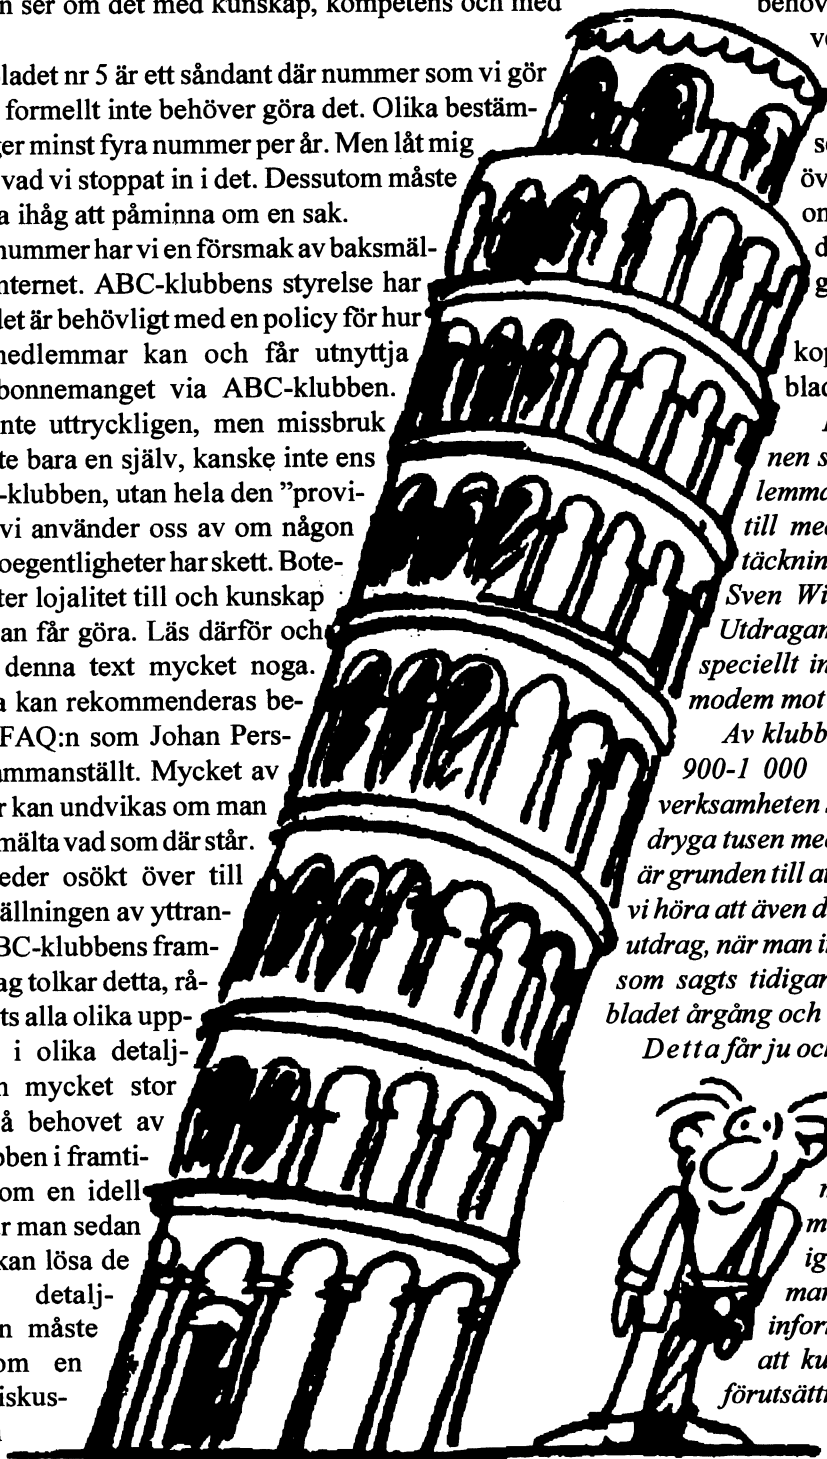 n ser om det med kunskap, kompetens och med
ladet nr 5 är ett såndant där nummer som vi gör
formellt inte behöver göra det. Olika bestäm-
ger minst fyra nummer per år. Men låt mig
vad vi stoppat in i det. Dessutom måste
a ihåg att påminna om en sak.
nummer har vi en försmak av baksmäl-
nternet. ABC-klubbens styrelse har
let är behövligt med en policy för hur
nedlemmar kan och får utnyttja
bonnemanget via ABC-klubben.
nte uttryckligen, men missbruk
te bara en själv, kanske inte ens
-klubben, utan hela den ”provi-
vi använder oss av om någon
oegentligheter har skett. Bote-
ter lojalitet till och kunskap
an får göra. Läs därför och
denna text mycket noga.
a kan rekommenderas be-
FAQ:n som Johan Pers-
ammanställt. Mycket av
r kan undvikas om man
mälta vad som där står.
eder osökt över till
ällningen av yttran-
BC-klubbens fram-
ag tolkar detta, rå-
ts alla olika upp-
i olika detalj-
n mycket stor
å behovet av
bben i framti-
om en idell
r man sedan
kan lösa de
detalj-
n måste
om en
iskus-
behöv
ve
se
öv
on
d
g
kop
blad
nen s
lemma
till med
täcknin
Sven Wi
Utdragan
speciellt in
modem mot
Av klubb
900-1 000
verksamheten
dryga tusen med
är grunden till at
vi höra att även d
utdrag, när man i
som sagts tidigar
bladet årgång och
Detta får ju och
m
ig
man
infor
att ku
förutsätt